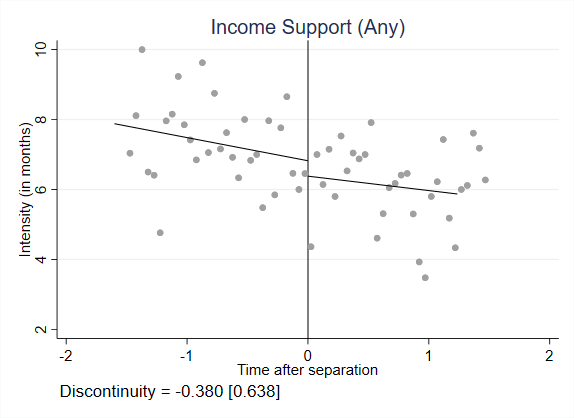 Income Support (Any)
10
8
6
4
2
Intensity (in months)
-2 -1 0 1 2
Time after separation
Discontinuity = -0.380 [0.638]